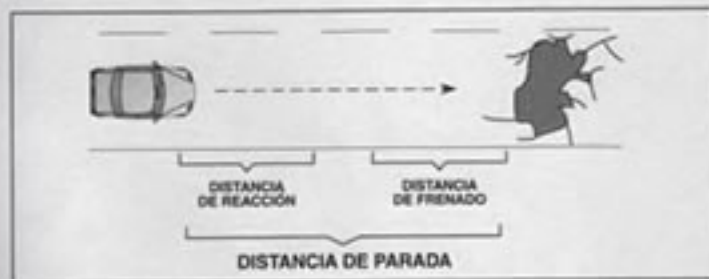 DISTANCIA
DE REACCIÓN
DISTANCIA
DE FRENADO
DISTANCIA DE PARADA